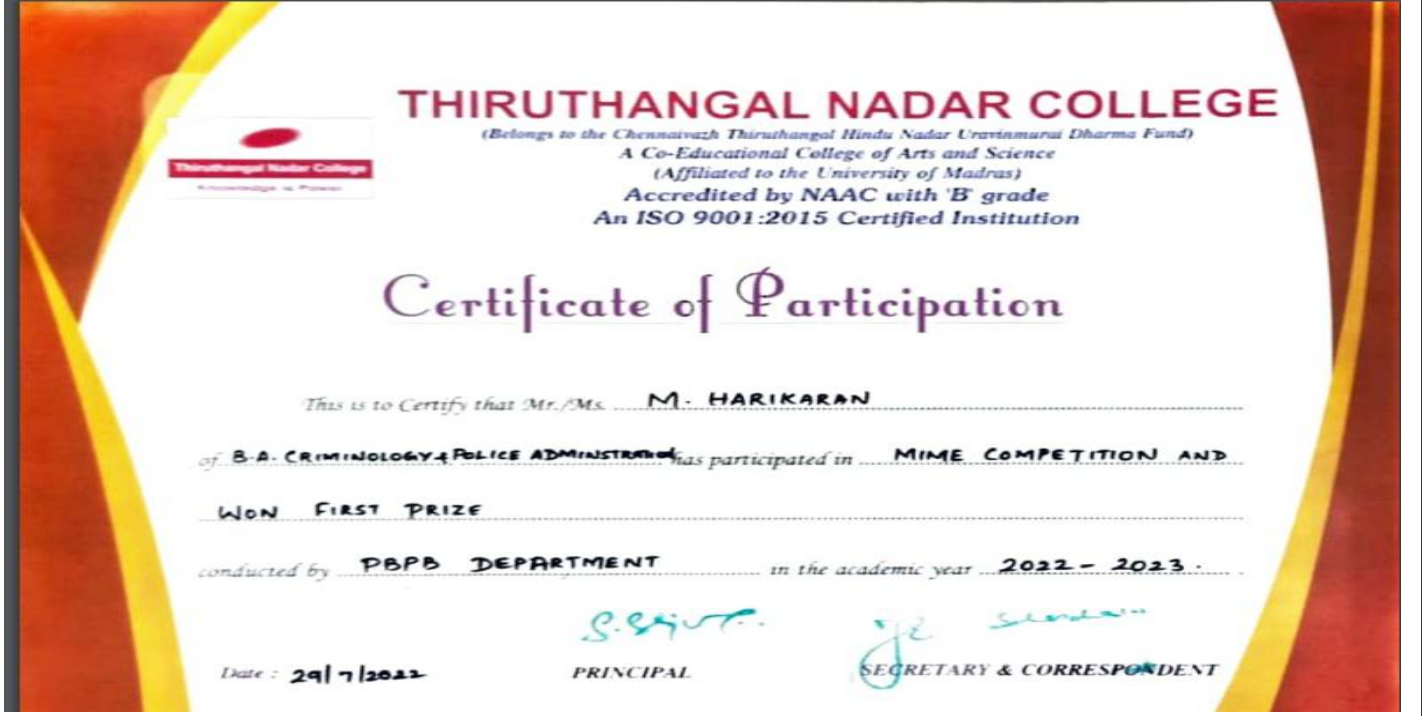 THIRUTHANGAL NADAR COLLEGE
(Belongs to the Chennaivazh Thiruthangal Hindu Nadar Uravinmurai Dharma Fund)
A Co-Educational College of Arts and Science
(Affiliated to the University of Madras)
Accredited by NAAC with 'B' grade
An ISO 9001:2015 Certified Institution
Thiruthangal Nadar College
Knowledge is Power
Certificate of Participation
This is to Certify that Mr./Ms. M. HARIKARAN
of B.A. CRIMINOLOGY & POLICE ADMINSTRATION has participated in MIME COMPETITION AND
WON FIRST PRIZE
conducted by PBPB DEPARTMENT in the academic year 2022 - 2023.
Date : 29/7/2022 PRINCIPAL SECRETARY & CORRESPONDENT